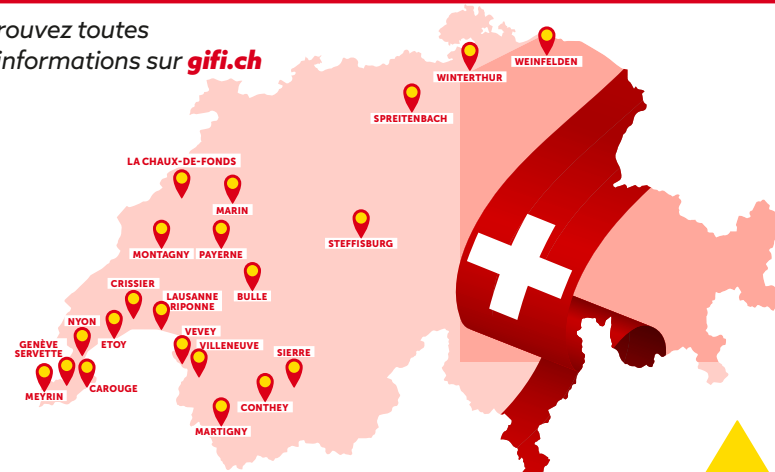 rouvez toutes
informations sur gifi.ch
WEINFELDEN
WINTERTHUR
SPREITENBACH
LA CHAUX-DE-FONDS
MARIN
STEFFISBURG
MONTAGNY
PAYERNE
CRISSIER
BULLE
LAUSANNE
RIPONNE
NYON
ETOY
VEVEY
GENÈVE
SERVETTE
VILLENEUVE
SIERRE
CAROUGE
MEYRIN
CONTHEY
MARTIGNY